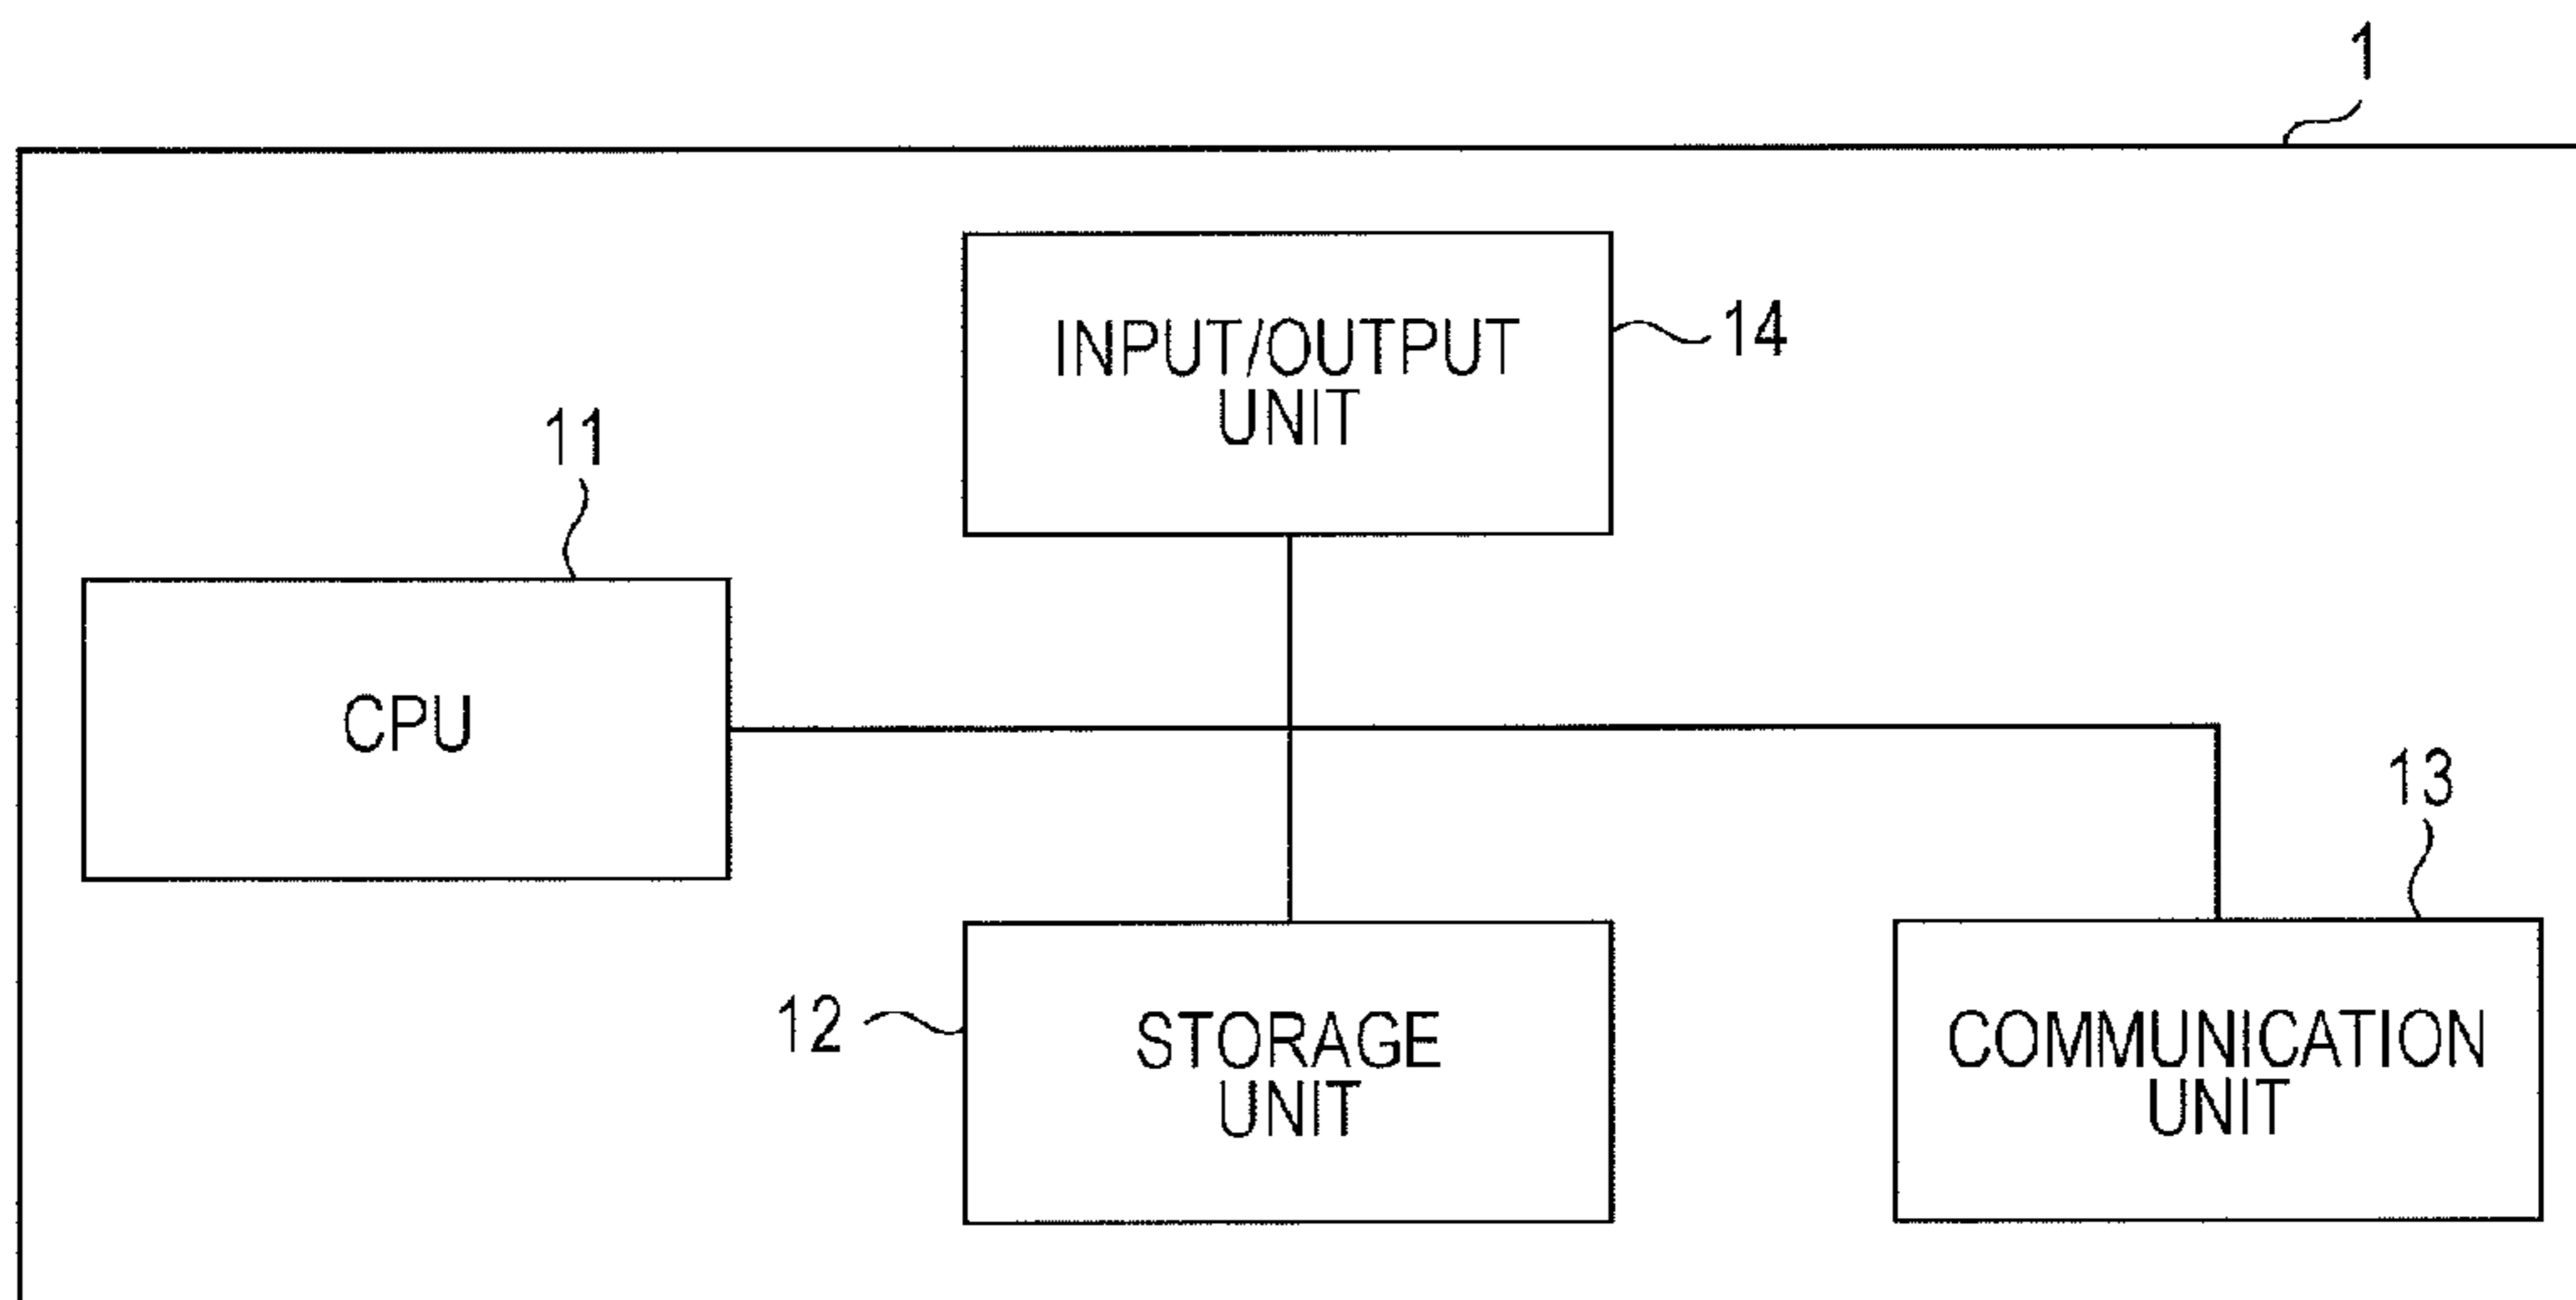 1
INPUT/OUTPUT
UNIT
14
11
CPU
13
12
STORAGE
UNIT
COMMUNICATION
UNIT